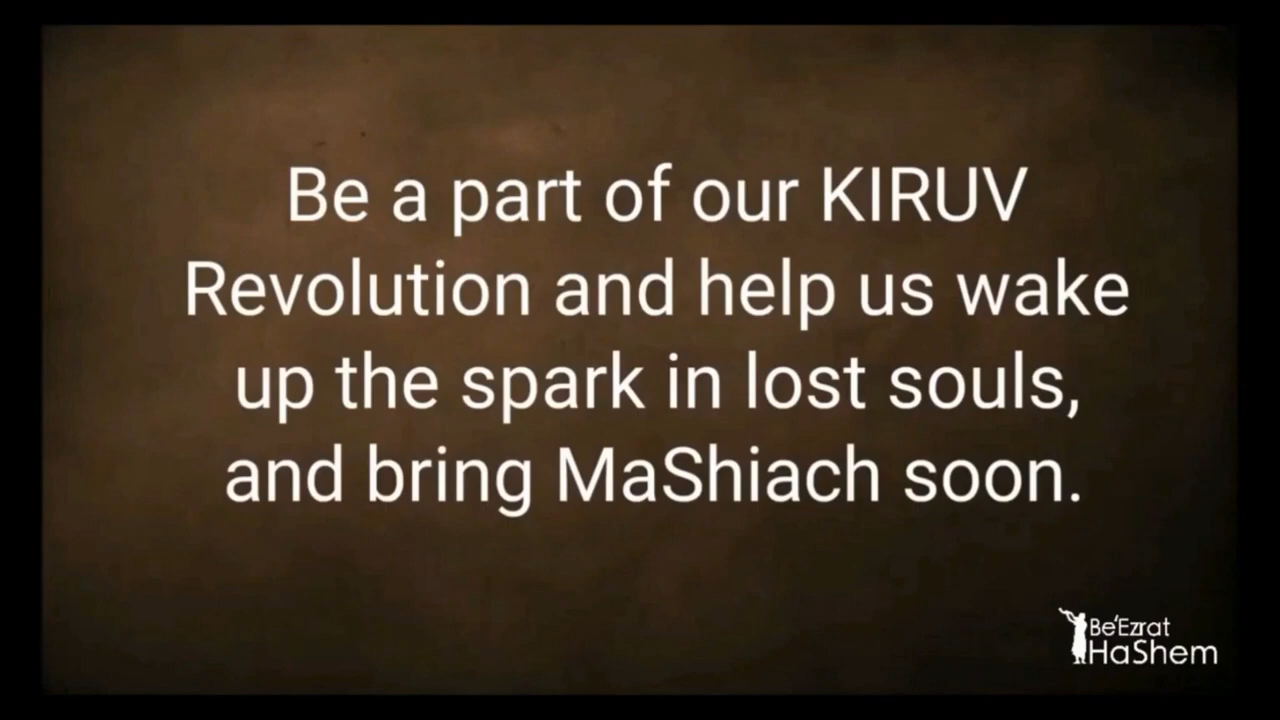 Be a part of our KIRUV
Revolution and help us wake
up the spark in lost souls,
and bring MaShiach soon.
Be'Ezrat
HaShem